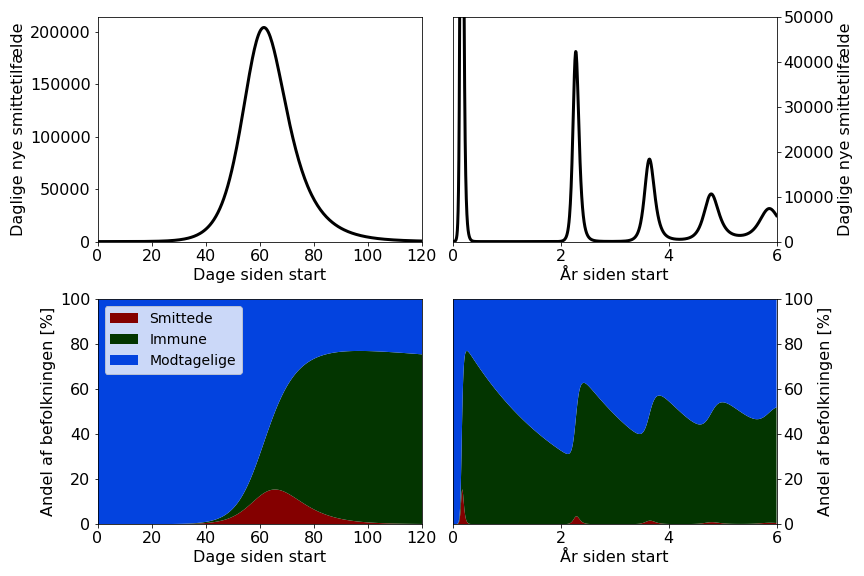 Daglige nye smittetilfælde
200000
150000
100000
50000
0
0 20 40 60 80 100 120
Dage siden start
50000
40000
30000
20000
10000
0
Daglige nye smittetilfælde
0 2 4 6
År siden start
Andel af befolkningen [%]
100
80
60
40
20
0
Smittede
Immune
Modtagelige
0 20 40 60 80 100 120
Dage siden start
100
80
60
40
20
0
Andel af befolkningen [%]
0 2 4 6
År siden start